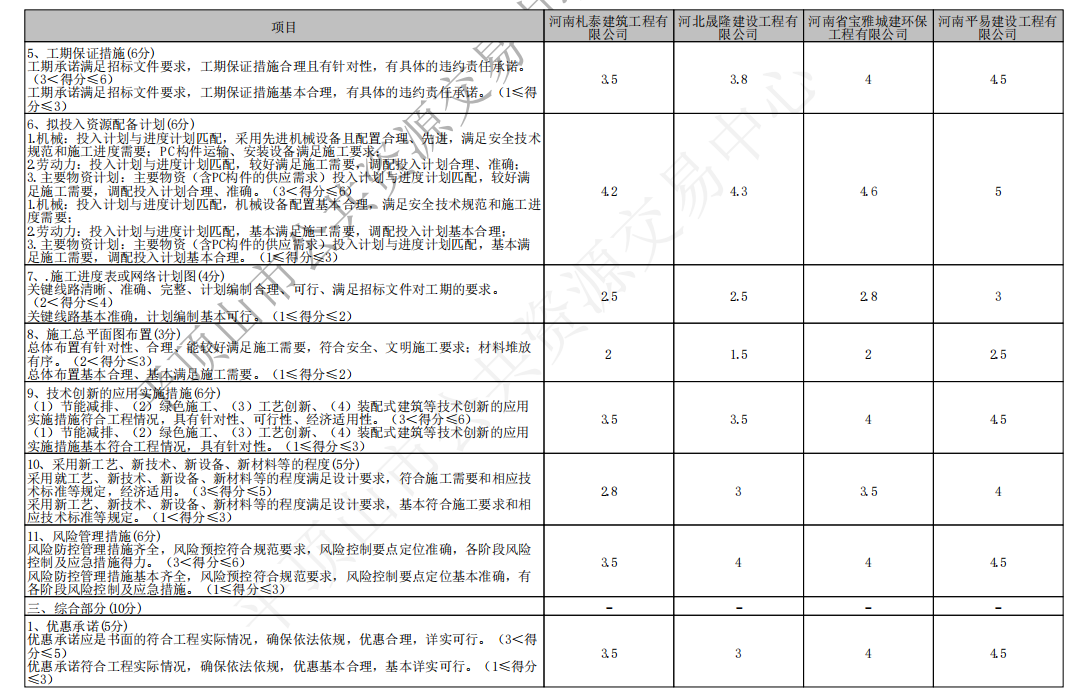 项目
河南札泰建筑工程有
限公司
河北晟隆建设工程有
限公司
河南省宝雅城建环保
工程有限公司
河南平易建设工程有
限公司
5、工期保证措施(6分)
工期承诺满足招标文件要求，工期保证措施合理且有针对性，有具体的违约责任承诺。
（3＜得分≤6）
工期承诺满足招标文件要求，工期保证措施基本合理，有具体的违约责任承诺。（1≤得
分≤3）
3.5
3.8
4
4.5
6、拟投入资源配备计划(6分)
1.机械：投入计划与进度计划匹配，采用先进机械设备且配置合理、先进，满足安全技术
规范和施工进度需要；PC构件运输、安装设备满足施工要求；
2.劳动力：投入计划与进度计划匹配，较好满足施工需要，调配投入计划合理、准确；
3.主要物资计划：主要物资（含PC构件的供应需求）投入计划与进度计划匹配，较好满
足施工需要，调配投入计划合理、准确。（3＜得分≤6）
1.机械：投入计划与进度计划匹配，机械设备配置基本合理，满足安全技术规范和施工进
度需要；
2.劳动力：投入计划与进度计划匹配，基本满足施工需要，调配投入计划基本合理；
3.主要物资计划：主要物资（含PC构件的供应需求）投入计划与进度计划匹配，基本满
足施工需要，调配投入计划基本合理。（1≤得分≤3）
4.2
4.3
4.6
5
7、.施工进度表或网络计划图(4分)
关键线路清晰、准确、完整、计划编制合理、可行、满足招标文件对工期的要求。
（2＜得分≤4）
关键线路基本准确，计划编制基本可行。（1≤得分≤2）
2.5
2.5
2.8
3
8、施工总平面图布置(3分)
总体布置有针对性、合理、能较好满足施工需要，符合安全、文明施工要求；材料堆放
有序。（2＜得分≤3）
总体布置基本合理、基本满足施工需要。（1≤得分≤2）
2
1.5
2
2.5
9、技术创新的应用实施措施(6分)
（1）节能减排、（2）绿色施工、（3）工艺创新、（4）装配式建筑等技术创新的应用
实施措施符合工程情况，具有针对性、可行性、经济适用性。（3＜得分≤6）
（1）节能减排、（2）绿色施工、（3）工艺创新、（4）装配式建筑等技术创新的应用
实施措施基本符合工程情况，具有针对性。（1≤得分≤3）
3.5
3.5
4
4.5
10、采用新工艺、新技术、新设备、新材料等的程度(5分)
采用就工艺、新技术、新设备、新材料等的程度满足设计要求，符合施工需要和相应技
术标准等规定，经济适用。（3≤得分≤5）
采用新工艺、新技术、新设备、新材料等的程度满足设计要求，基本符合施工要求和相
应技术标准等规定。（1＜得分≤3）
2.8
3
3.5
4
11、风险管理措施(6分)
风险防控管理措施齐全，风险预控符合规范要求，风险控制要点定位准确，各阶段风险
控制及应急措施得力。（3＜得分≤6）
风险防控管理措施基本齐全，风险预控符合规范要求，风险控制要点定位基本准确，有
各阶段风险控制及应急措施。（1≤得分≤3）
3.5
4
4
4.5
三、综合部分(10分)
-
-
-
-
1、优惠承诺(5分)
优惠承诺应是书面的符合工程实际情况，确保依法依规，优惠合理，详实可行。（3＜得
分≤5）
优惠承诺符合工程实际情况，确保依法依规，优惠基本合理，基本详实可行。（1≤得分
≤3）
3.5
3
4
4.5
平顶山市公共资源交易中
平顶山市公共资源交易中心